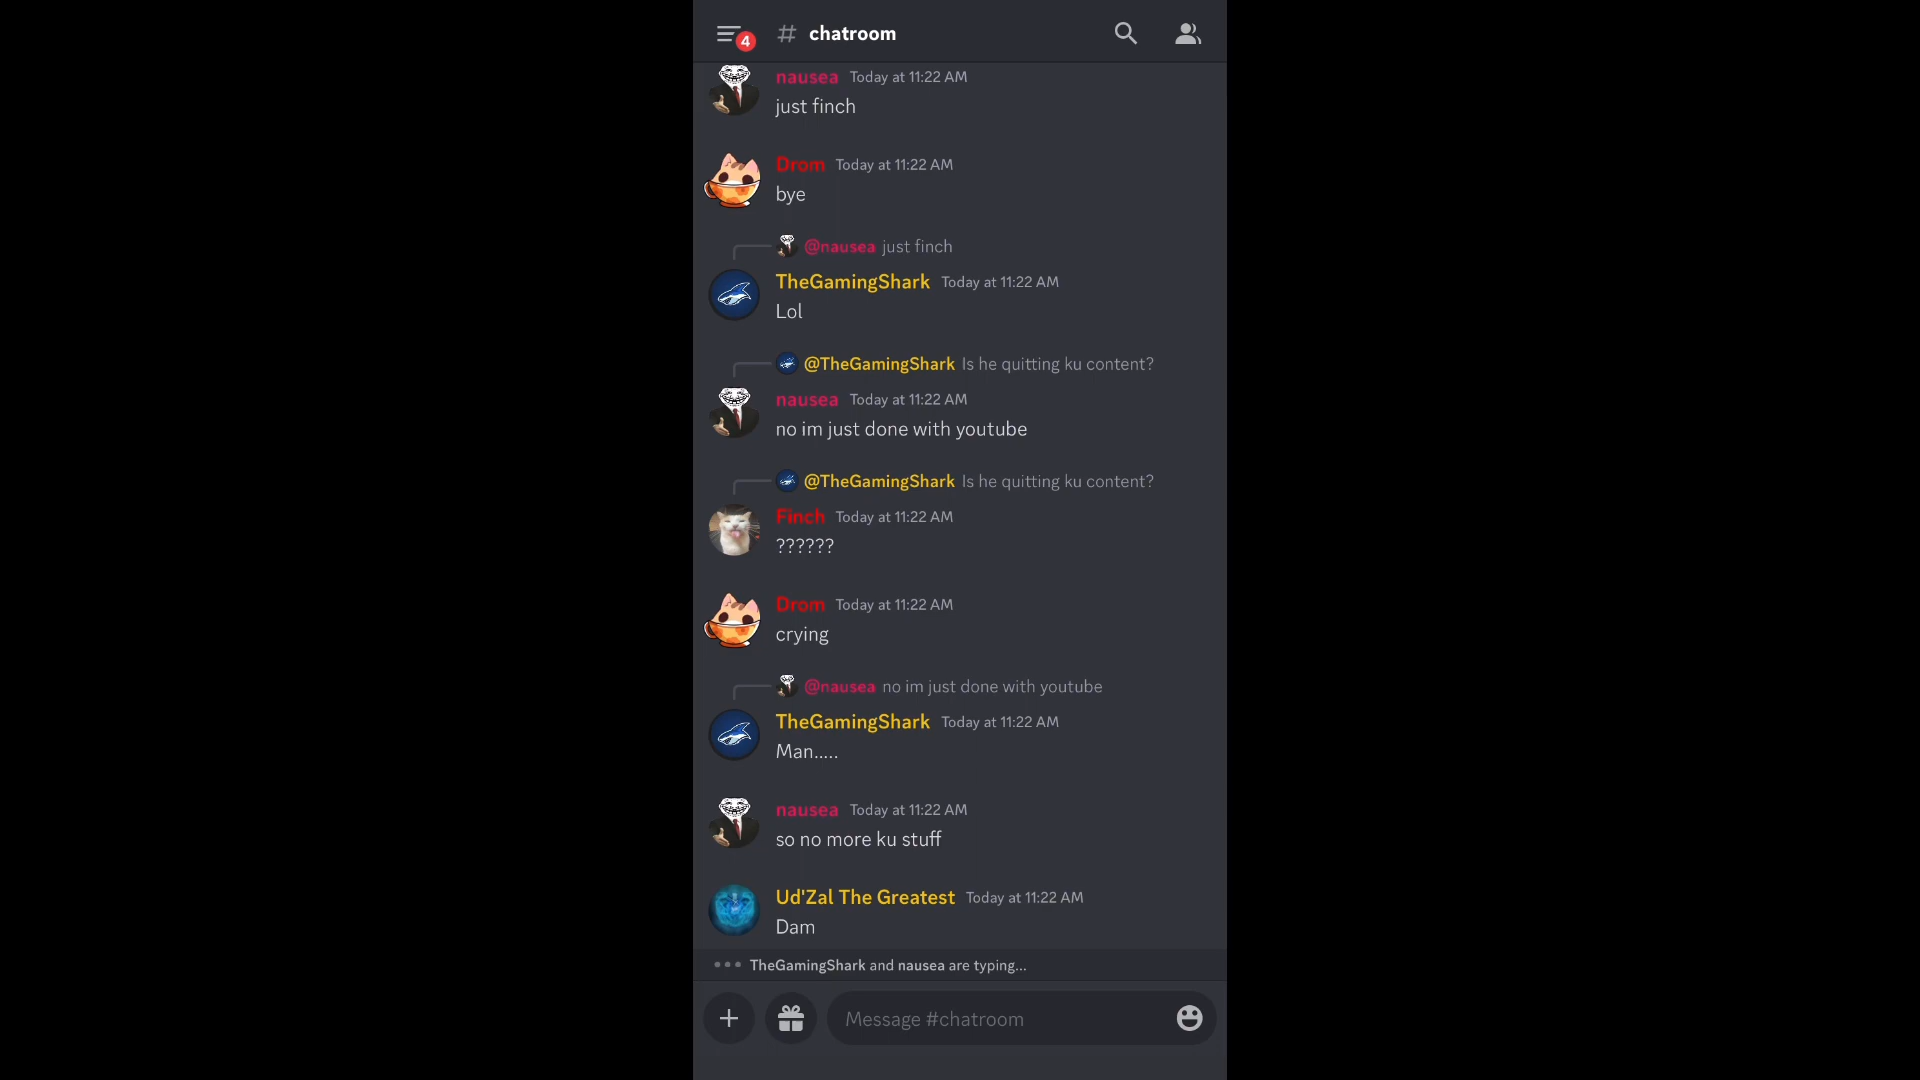 4
# chatroom
nausea Today at 11:22 AM
just finch
Drom Today at 11:22 AM
bye
@nausea just finch
TheGamingShark Today at 11:22 AM
Lol
@TheGamingShark Is he quitting ku content?
nausea Today at 11:22 AM
no im just done with youtube
@TheGamingShark Is he quitting ku content?
Finch Today at 11:22 AM
??????
Drom Today at 11:22 AM
crying
@nausea no im just done with youtube
TheGamingShark Today at 11:22 AM
Man.....
nausea Today at 11:22 AM
so no more ku stuff
Ud'Zal The Greatest Today at 11:22 AM
Dam
TheGamingShark and nausea are typing...
Message #chatroom